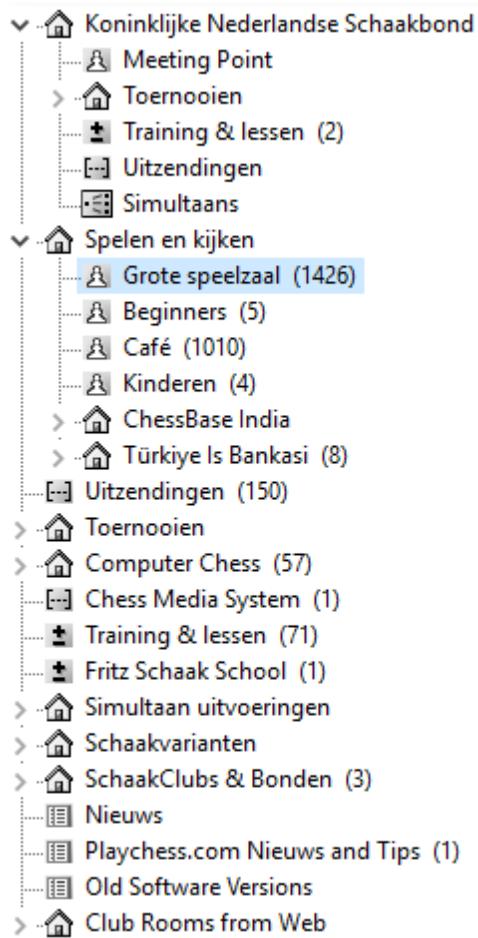 Koninklijke Nederlandse Schaakbond
Meeting Point
Toernooien
Training & lessen (2)
Uitzendingen
Simultaans
Spelen en kijken
Grote speelzaal (1426)
Beginners (5)
Café (1010)
Kinderen (4)
ChessBase India
Türkiye Is Bankasi (8)
Uitzendingen (150)
Toernooien
Computer Chess (57)
Chess Media System (1)
Training & lessen (71)
Fritz Schaak School (1)
Simultaan uitvoeringen
Schaakvarianten
SchaakClubs & Bonden (3)
Nieuws
Playchess.com Nieuws and Tips (1)
Old Software Versions
Club Rooms from Web